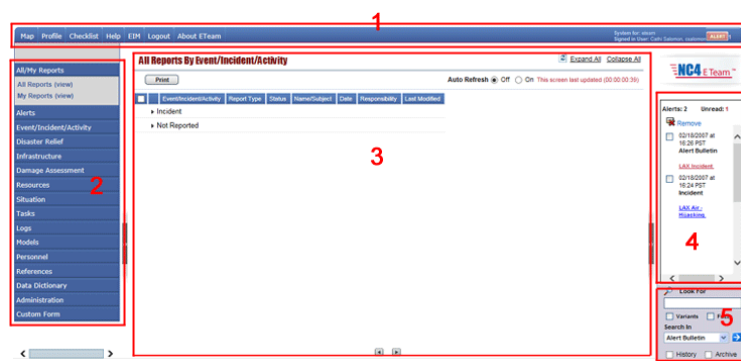 1
Map Profile Checklist Help EIM Logout About ETeam
Signed in User:
ALERT
All/My Reports
All Reports (view)
My Reports (view)
Alerts
Event/Incident/Activity
Disaster Relief
Infrastructure
Damage Assessment
Resources
Situation
Tasks
Logs
Models
Personnel
References
Data Dictionary
Administration
Custom Form
2
All Reports By Event/Incident/Activity
Expand All Collapse All
Print
Auto Refresh Off On This screen last updated (00:00:00:39)
Event/Incident/Activity Report Type Status Name/Subject Date Responsibility Last Modified
Incident
Not Reported
3
NC4 E Team
Alerts: 2 Unread: 1
Remove
02/18/2007 at
16:26 PST
Alert Bulletin
LAX Incident
02/18/2007 at
16:24 PST
Incident
LAX Air -
Hijacking
4
Look For
Variants
5
Search In
Alert Bulletin
History Archive